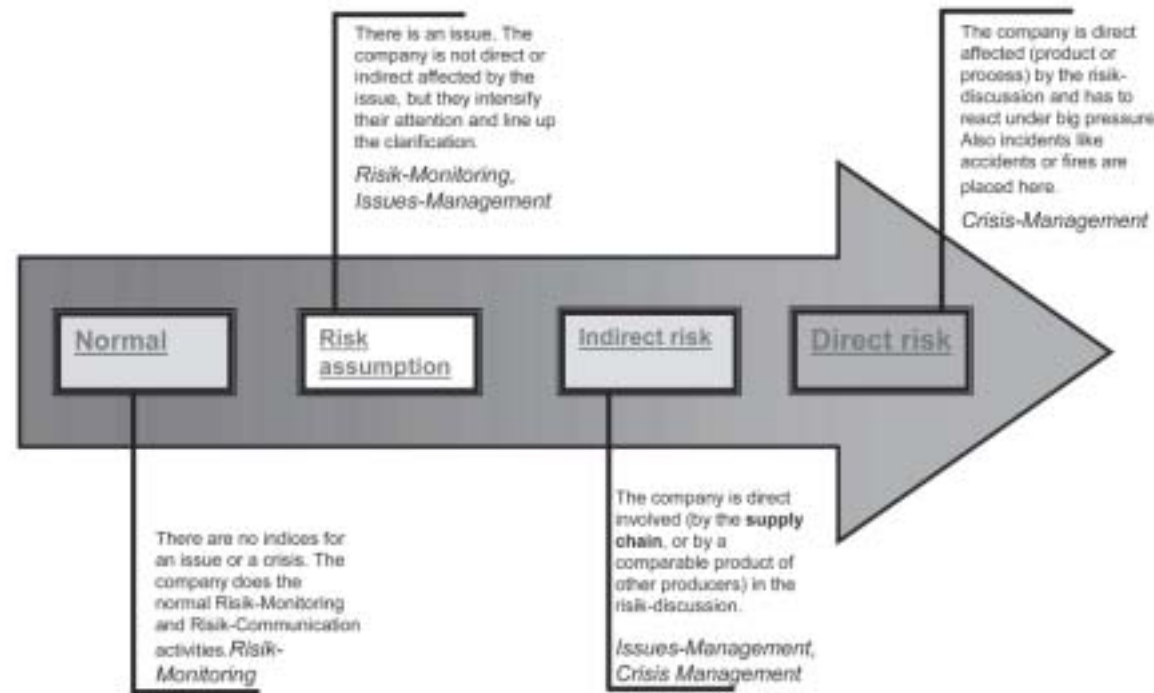 There is an issue. The
company is not direct or
indirect affected by the
issue, but they intensify
their attention and line up
the clarification.
Risik-Monitoring,
Issues-Management
The company is direct
affected (product or
process) by the risik-
discussion and has to
react under big pressure
Also incidents like
accidents or fires are
placed here.
Crisis-Management
Normal
Risk
assumption
Indirect risk
Direct risk
There are no indices for
an issue or a crisis. The
company does the
normal Risik-Monitoring
and Risik-Communication
activities.Risik-
Monitoring
The company is direct
involved (by the supply
chain, or by a
comparable product of
other producers) in the
risik-discussion.
Issues-Management,
Crisis Management